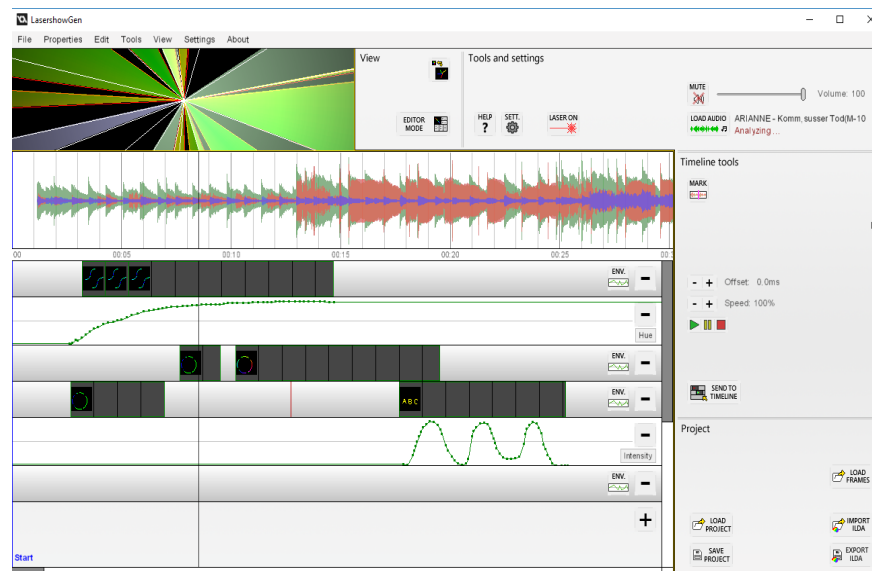 LasershowGen
File Properties Edit Tools View Settings About
View
Tools and settings
EDITOR
MODE
HELP
?
SETT.
LASER ON
MUTE
Volume: 100
LOAD AUDIO
ARIANNE - Komm, susser Tod(M-10
Analyzing ...
Timeline tools
MARK
00 00:05 00:10 00:15 00:20 00:25 00:3
- + Offset: 0.0ms
- + Speed: 100%
ENV.
Hue
ENV.
ABC
ENV.
Intensity
ENV.
Start
SEND TO
TIMELINE
Project
LOAD
FRAMES
LOAD
PROJECT
IMPORT
ILDA
SAVE
PROJECT
EXPORT
ILDA